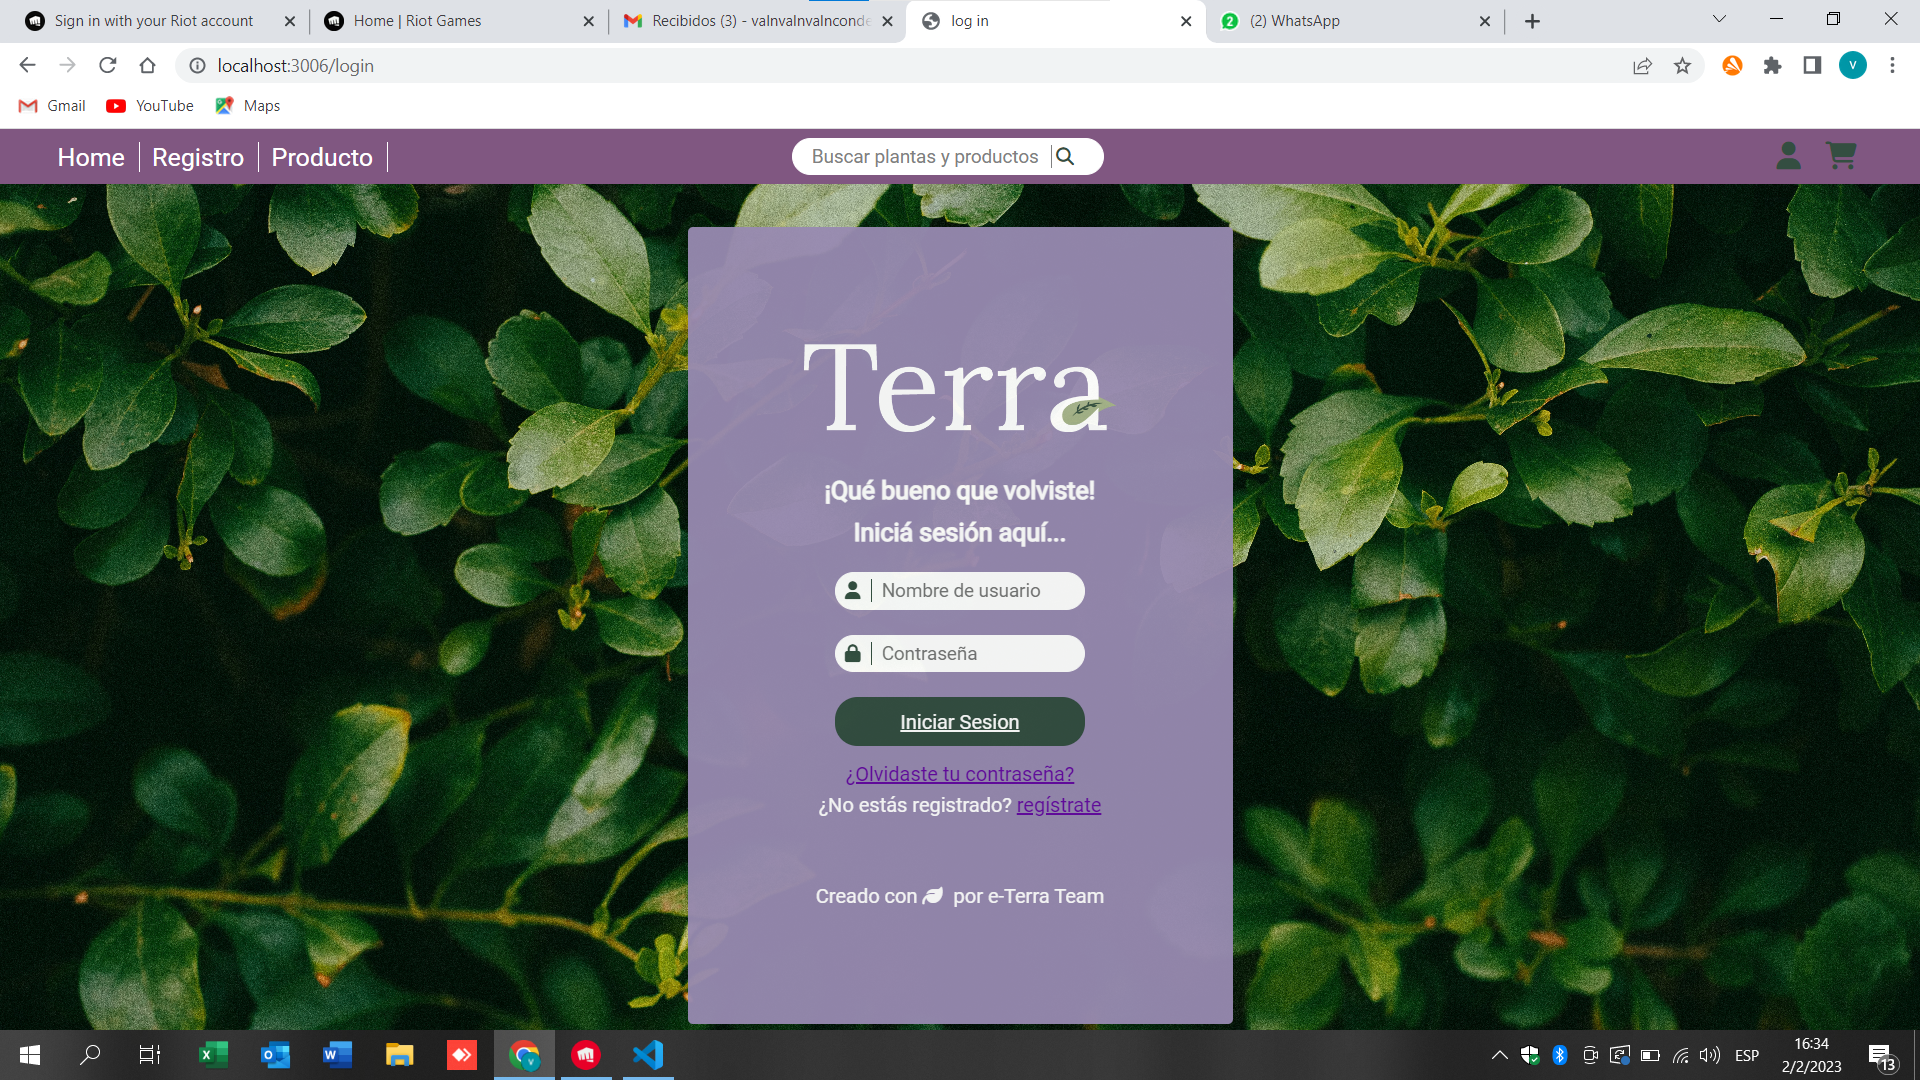 Sign in with your Riot account
Home | Riot Games
Recibidos (3) - valnvalnvalnconde
log in
(2) WhatsApp
localhost:3006/login
V
Gmail
YouTube
Maps
Home
Registro
Producto
Buscar plantas y productos
Terra
¡Qué bueno que volviste!
Iniciá sesión aquí...
Nombre de usuario
Contraseña
Iniciar Sesion
¿Olvidaste tu contraseña?
¿No estás registrado? regístrate
Creado con por e-Terra Team
ESP
16:34
2/2/2023
13